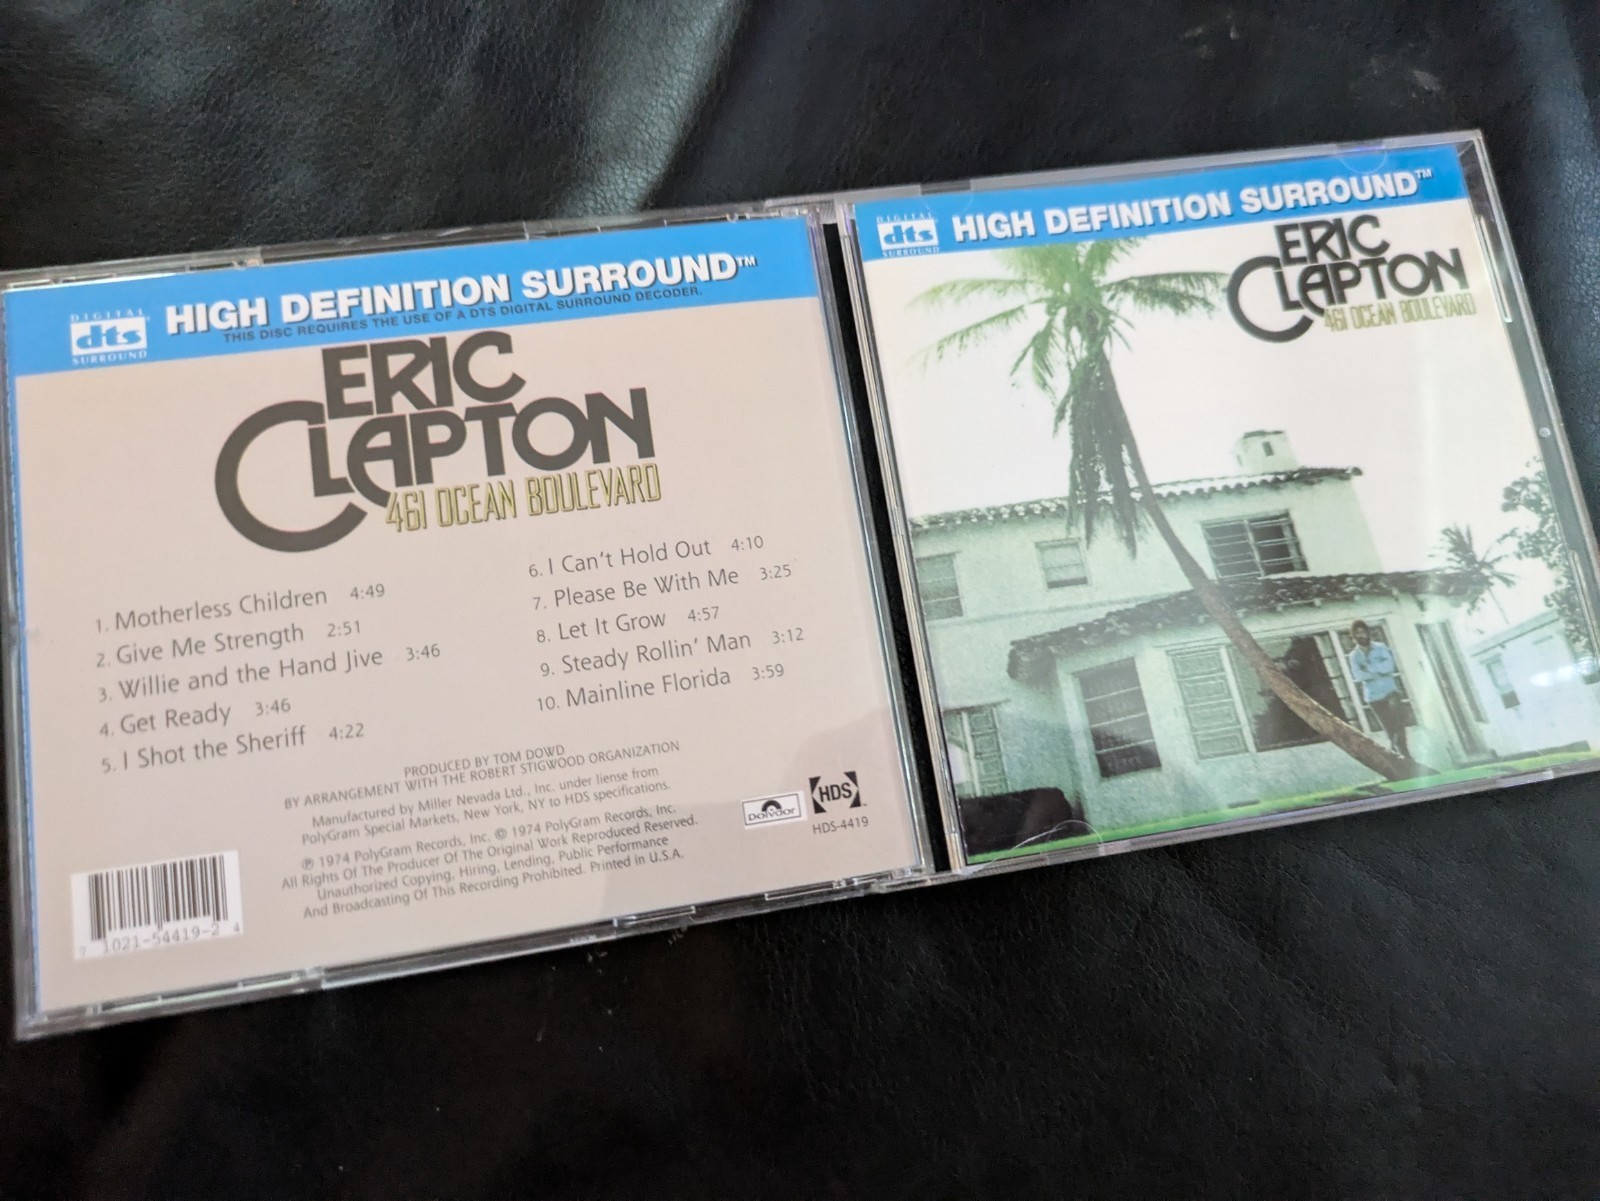 DIGITAL
dts
SURROUND
HIGH DEFINITION SURROUND™
THIS DISC REQUIRES THE USE OF A DTS DIGITAL SURROUND DECODER.
ERIC
CLAPTON
461 OCEAN BOULEVARD
1. Motherless Children 4:49
2. Give Me Strength 2:51
3. Willie and the Hand Jive 3:46
4. Get Ready 3:46
5. I Shot the Sheriff 4:22
6. I Can't Hold Out 4:10
7. Please Be With Me 3:25
8. Let It Grow 4:57
9. Steady Rollin' Man 3:12
10. Mainline Florida 3:59
PRODUCED BY TOM DOWD
BY ARRANGEMENT WITH THE ROBERT STIGWOOD ORGANIZATION
Manufactured by Miller Nevada Ltd., Inc. under liense from
PolyGram Special Markets, New York, NY to HDS specifications.
℗ 1974 PolyGram Records, Inc. © 1974 PolyGram Records, Inc.
All Rights Of The Producer Of The Original Work Reproduced Reserved.
Unauthorized Copying, Hiring, Lending, Public Performance
And Broadcasting Of This Recording Prohibited. Printed in U.S.A.
Polydor
HDS
HDS-4419
7 1021-54419-2 4
DIGITAL
dts
SURROUND
HIGH DEFINITION SURROUND™
ERIC
CLAPTON
461 OCEAN BOULEVARD